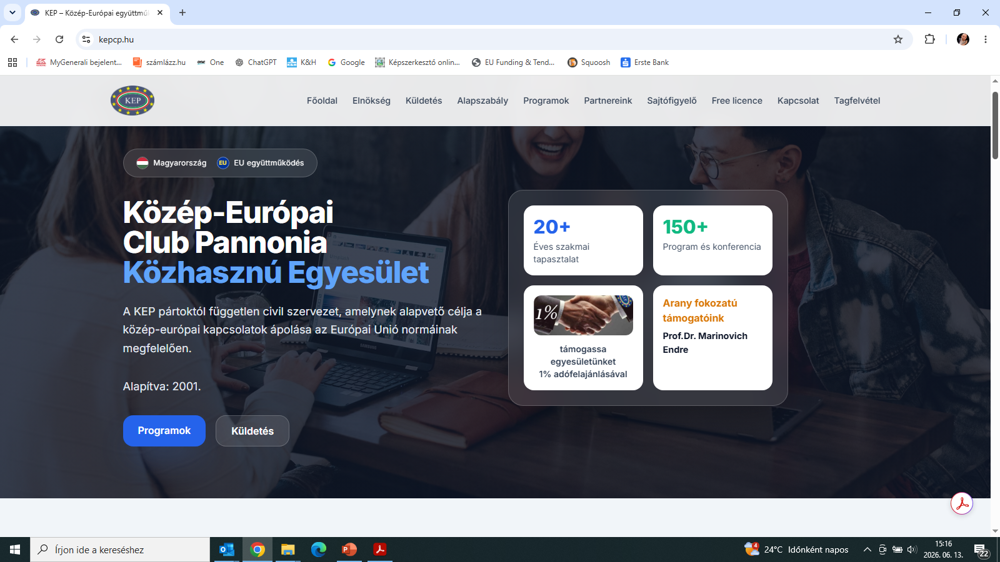 KEP – Közép-Európai együttmű
kepcp.hu
MyGenerali bejelent...
számlázz.hu
One
ChatGPT
K&H
Google
Képszerkesztő onlin...
EU Funding & Tend...
Squoosh
Erste Bank
KEP
Főoldal
Elnökség
Küldetés
Alapszabály
Programok
Partnereink
Sajtófigyelő
Free licence
Kapcsolat
Tagfelvétel
Magyarország
EU
EU együttműködés
Közép-Európai
Club Pannonia
Közhasznú Egyesület
A KEP pártoktól független civil szervezet, amelynek alapvető célja a
közép-európai kapcsolatok ápolása az Európai Unió normáinak
megfelelően.
Alapítva: 2001.
Programok
Küldetés
20+
Éves szakmai
tapasztalat
150+
Program és konferencia
1%
támogassa
egyesületünket
1% adófelajánlásával
Arany fokozatú
támogatóink
Prof.Dr. Marinovich
Endre
SAMSUNG
Írjon ide a kereséshez
4
24°C Időnként napos
15:16
2026. 06. 13.
22